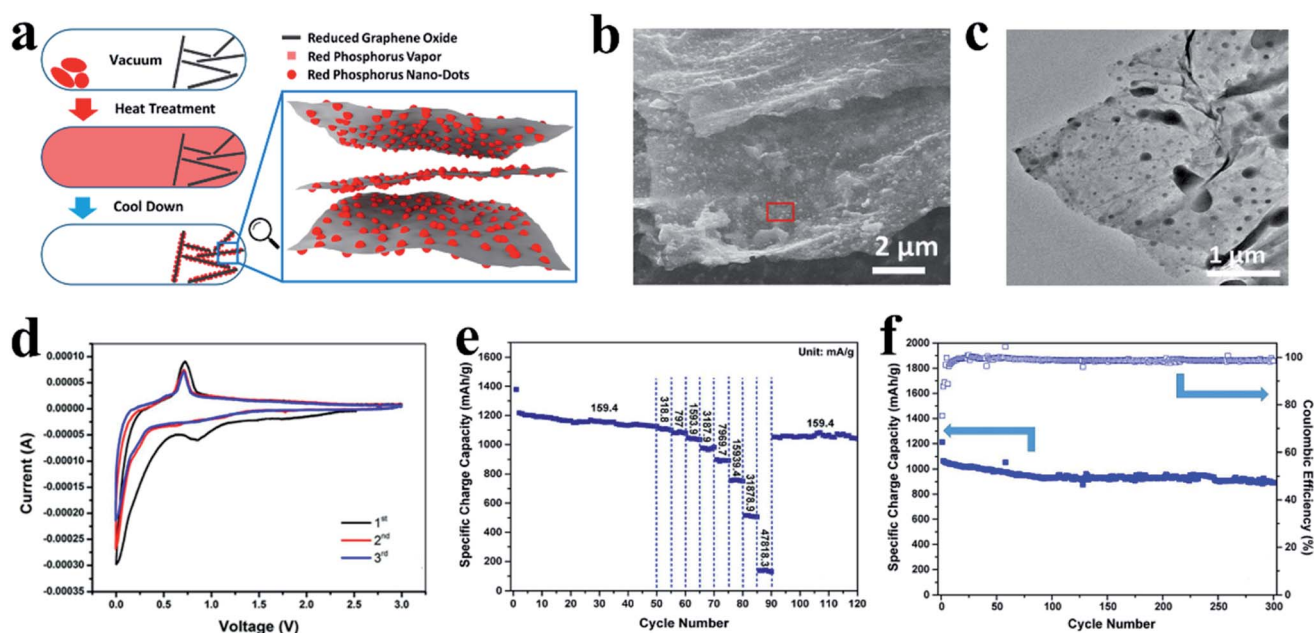 a
Vacuum
Heat Treatment
Cool Down
Reduced Graphene Oxide
Red Phosphorus Vapor
Red Phosphorus Nano-Dots
b
2 μm
c
1 μm
d
0.00010
0.00005
0.00000
-0.00005
-0.00010
-0.00015
-0.00020
-0.00025
-0.00030
-0.00035
Current (A)
1st
2nd
3rd
0.0 0.5 1.0 1.5 2.0 2.5 3.0
Voltage (V)
e
Unit: mA/g
1600
1400
1200
1000
800
600
400
200
0
Specific Charge Capacity (mAh/g)
159.4
318.8
797
1593.9
3187.9
7969.7
15939.4
31878.9
47818.3
159.4
0 10 20 30 40 50 60 70 80 90 100 110 120
Cycle Number
f
2000
1800
1600
1400
1200
1000
800
600
400
200
0
Specific Charge Capacity (mAh/g)
100
80
60
40
20
0
Coulombic Efficiency (%)
0 50 100 150 200 250 300
Cycle Number